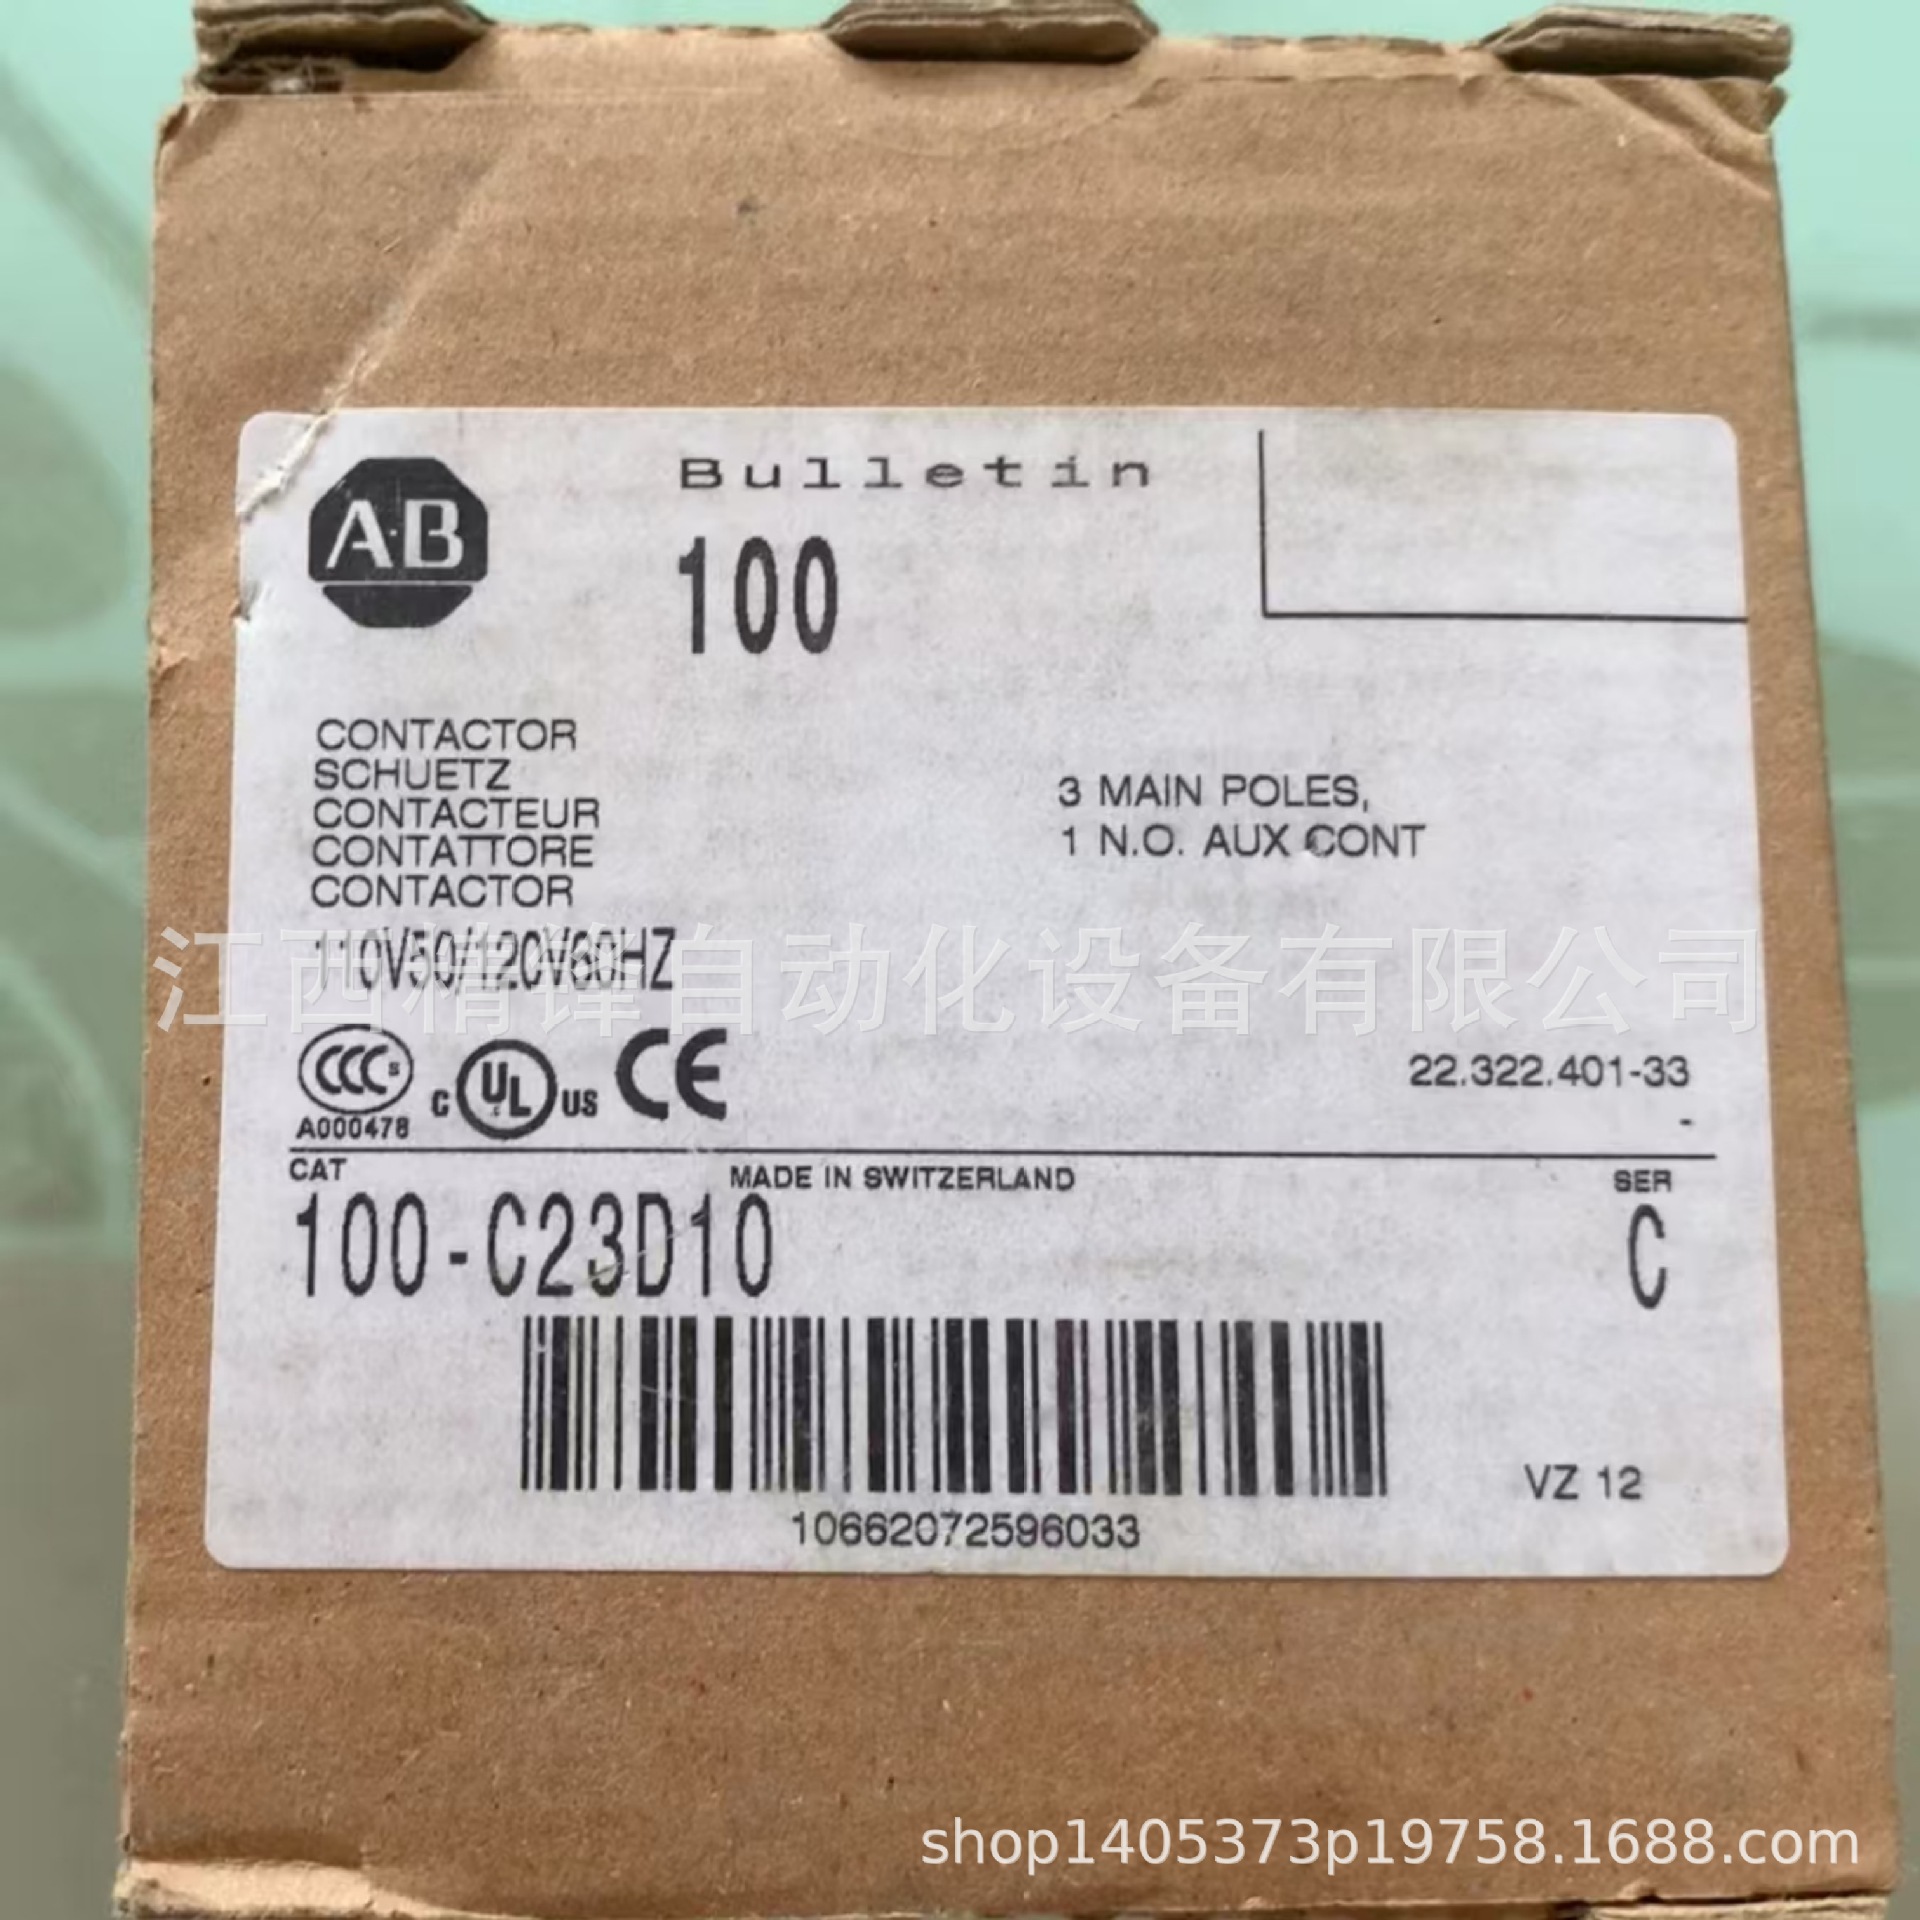 A·B
Bulletin
100
CONTACTOR
SCHUETZ
CONTACTEUR
CONTATTORE
CONTACTOR
3 MAIN POLES,
1 N.O. AUX CONT
110V50/120V60HZ
江西精锋自动化设备有限公司
CCC S
A000478
C UL US CE
22.322.401-33
-
CAT
MADE IN SWITZERLAND
SER
100-C23D10
C
VZ 12
10662072596033
shop1405373p19758.1688.com